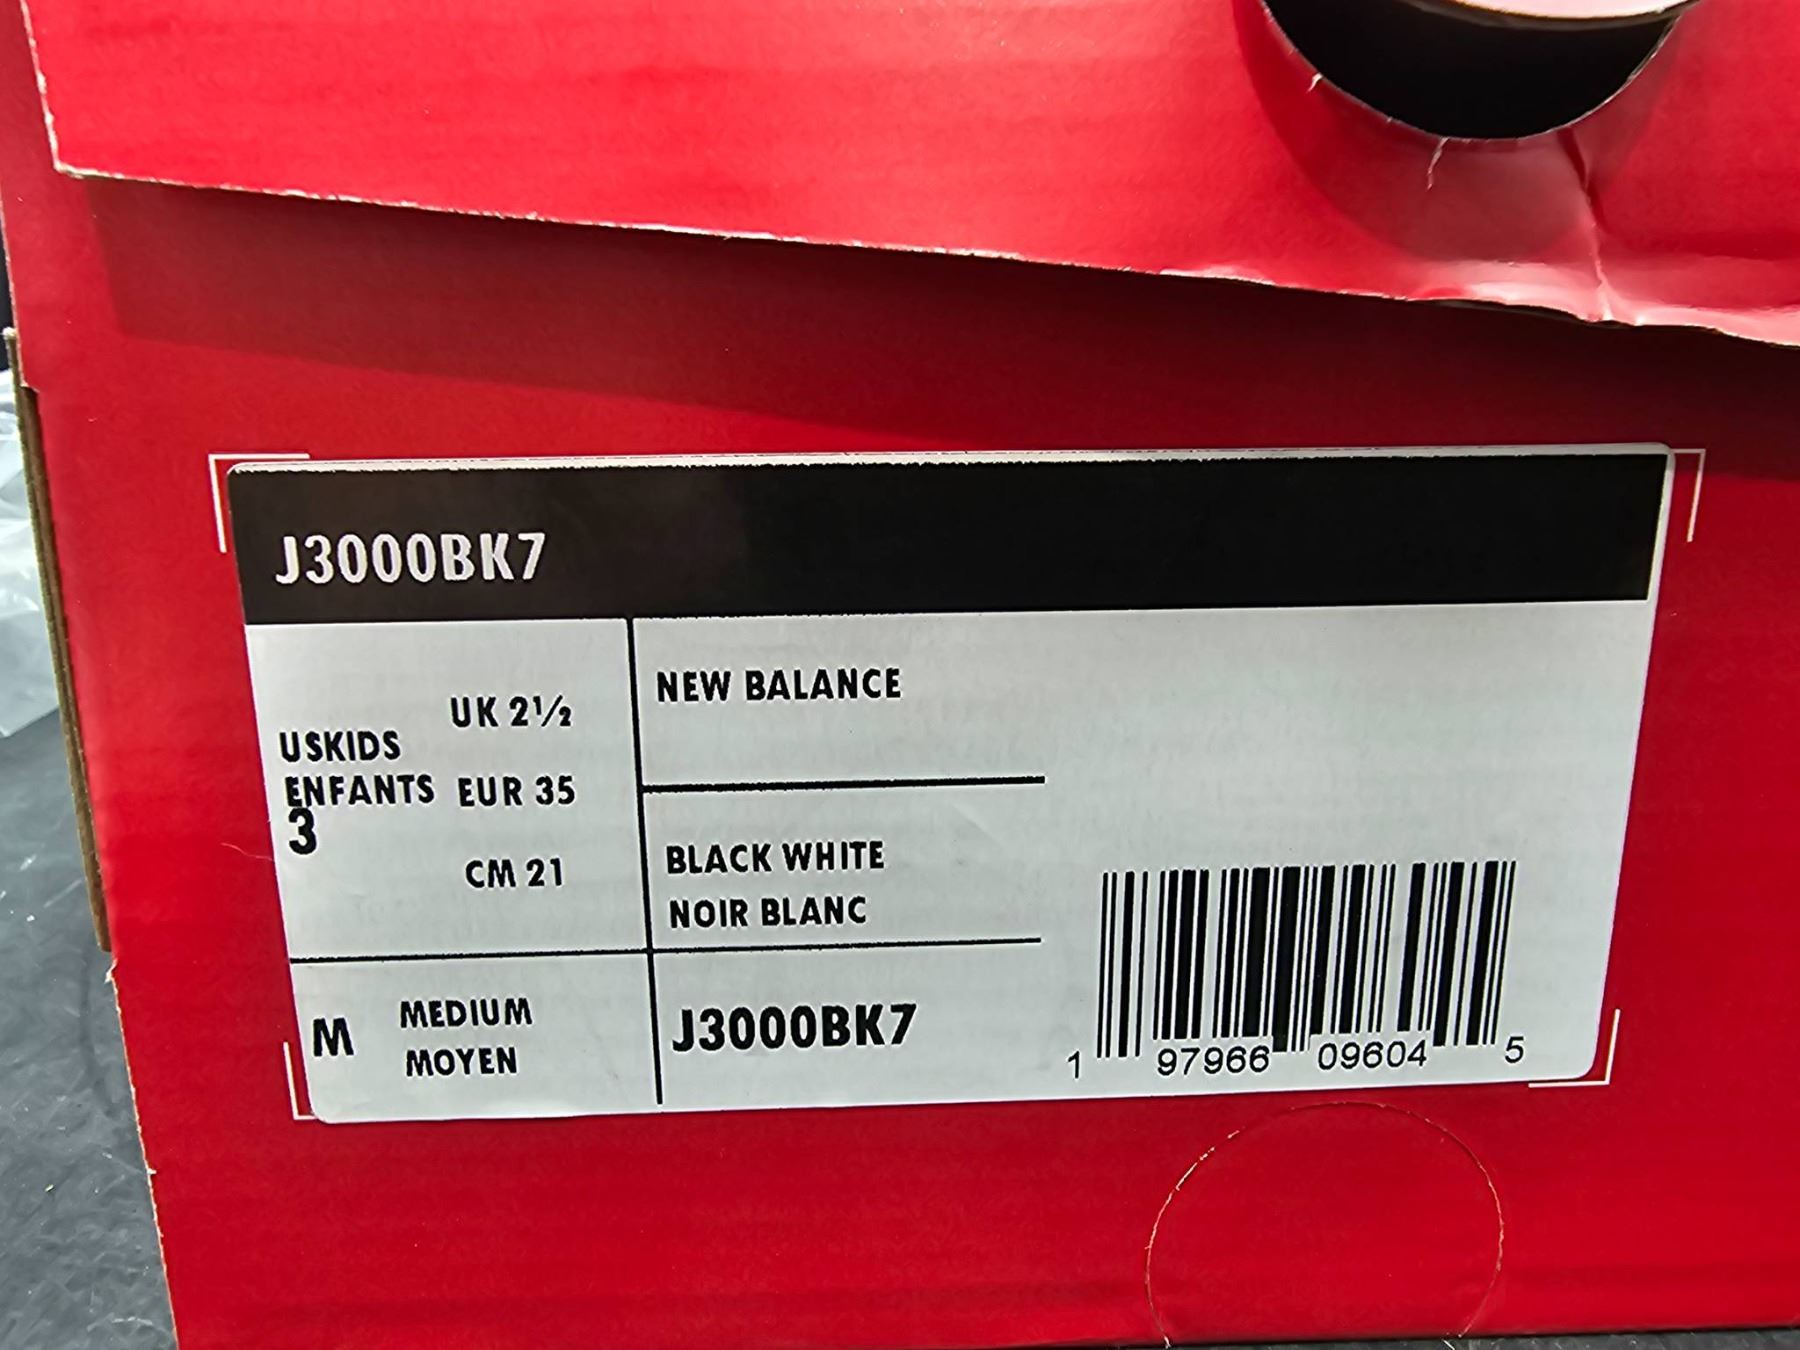 J3000BK7
USKIDS
ENFANTS
3
UK 2½
EUR 35
CM 21
NEW BALANCE
BLACK WHITE
NOIR BLANC
M
MEDIUM
MOYEN
J3000BK7
1 97966 09604 5